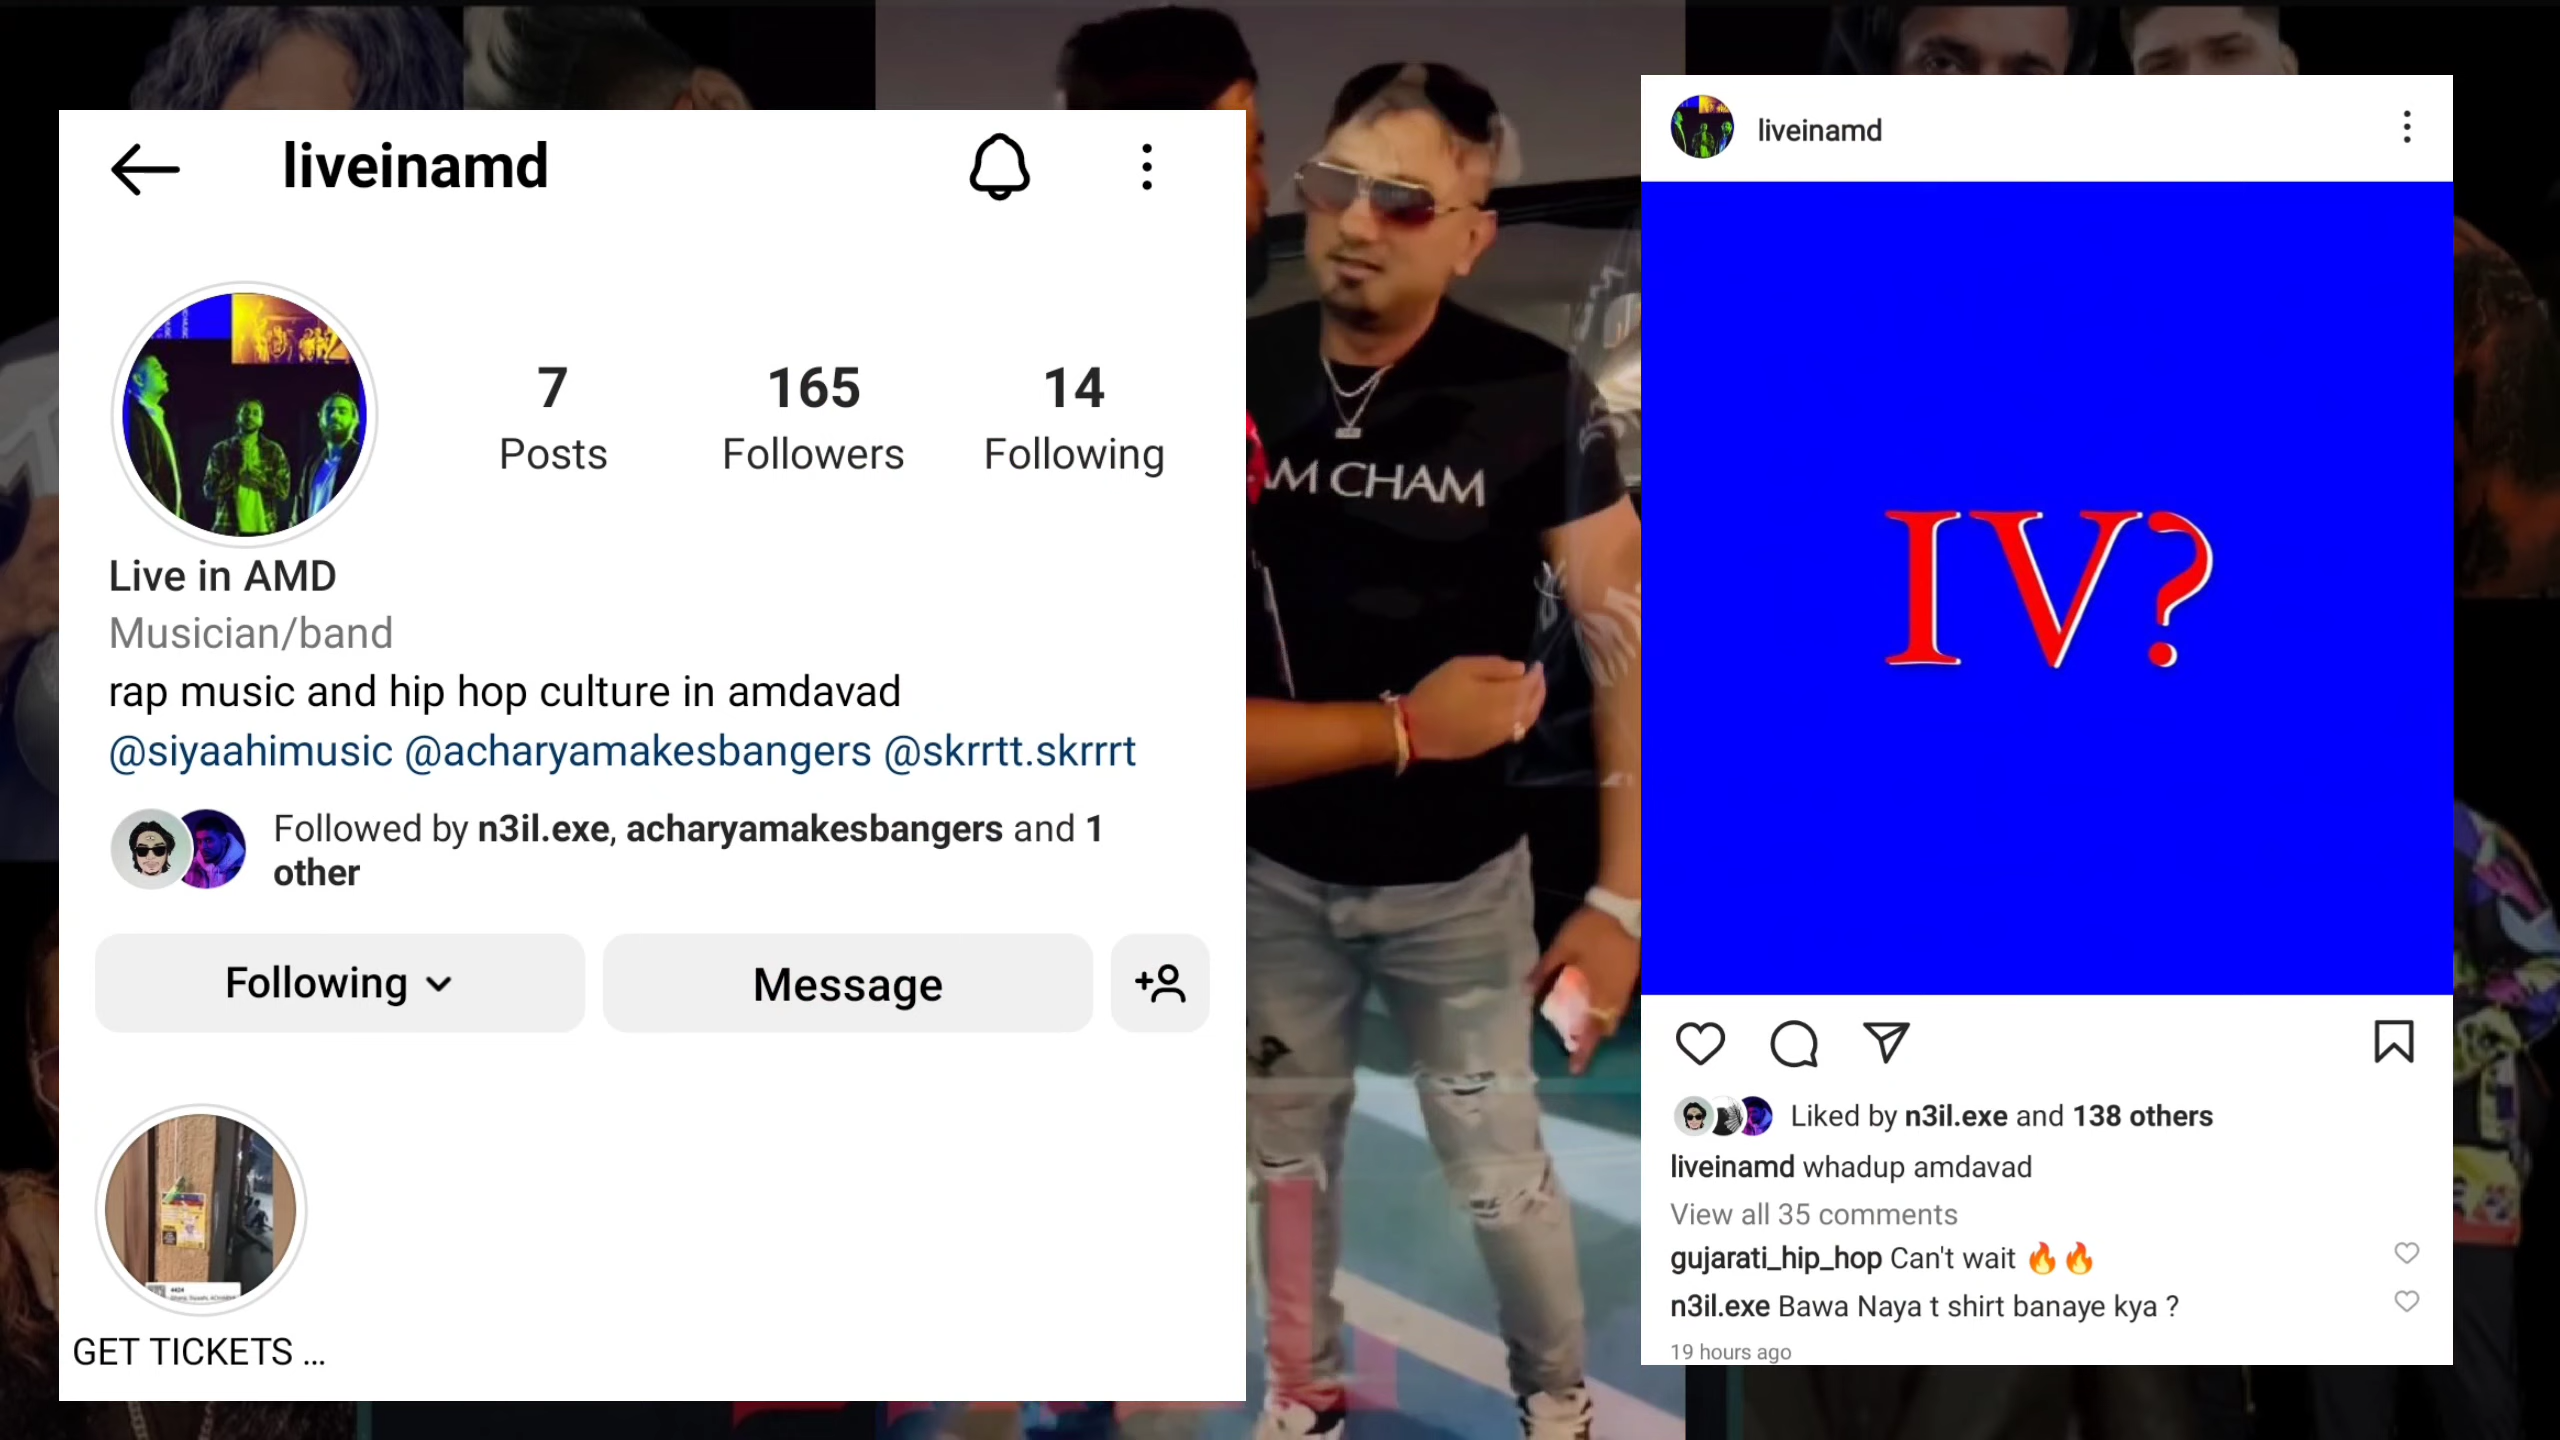 liveinamd
7
165
14
Posts
Followers
Following
Live in AMD
Musician/band
rap music and hip hop culture in amdavad
@siyaahimusic @acharyamakesbangers @skrrtt.skrrrt
Followed by n3il.exe, acharyamakesbangers and 1
other
Following
Message
GET TICKETS ...
AM CHAM
liveinamd
IV?
Liked by n3il.exe and 138 others
liveinamd whadup amdavad
View all 35 comments
gujarati_hip_hop Can't wait 🔥🔥
n3il.exe Bawa Naya t shirt banaye kya ?
19 hours ago